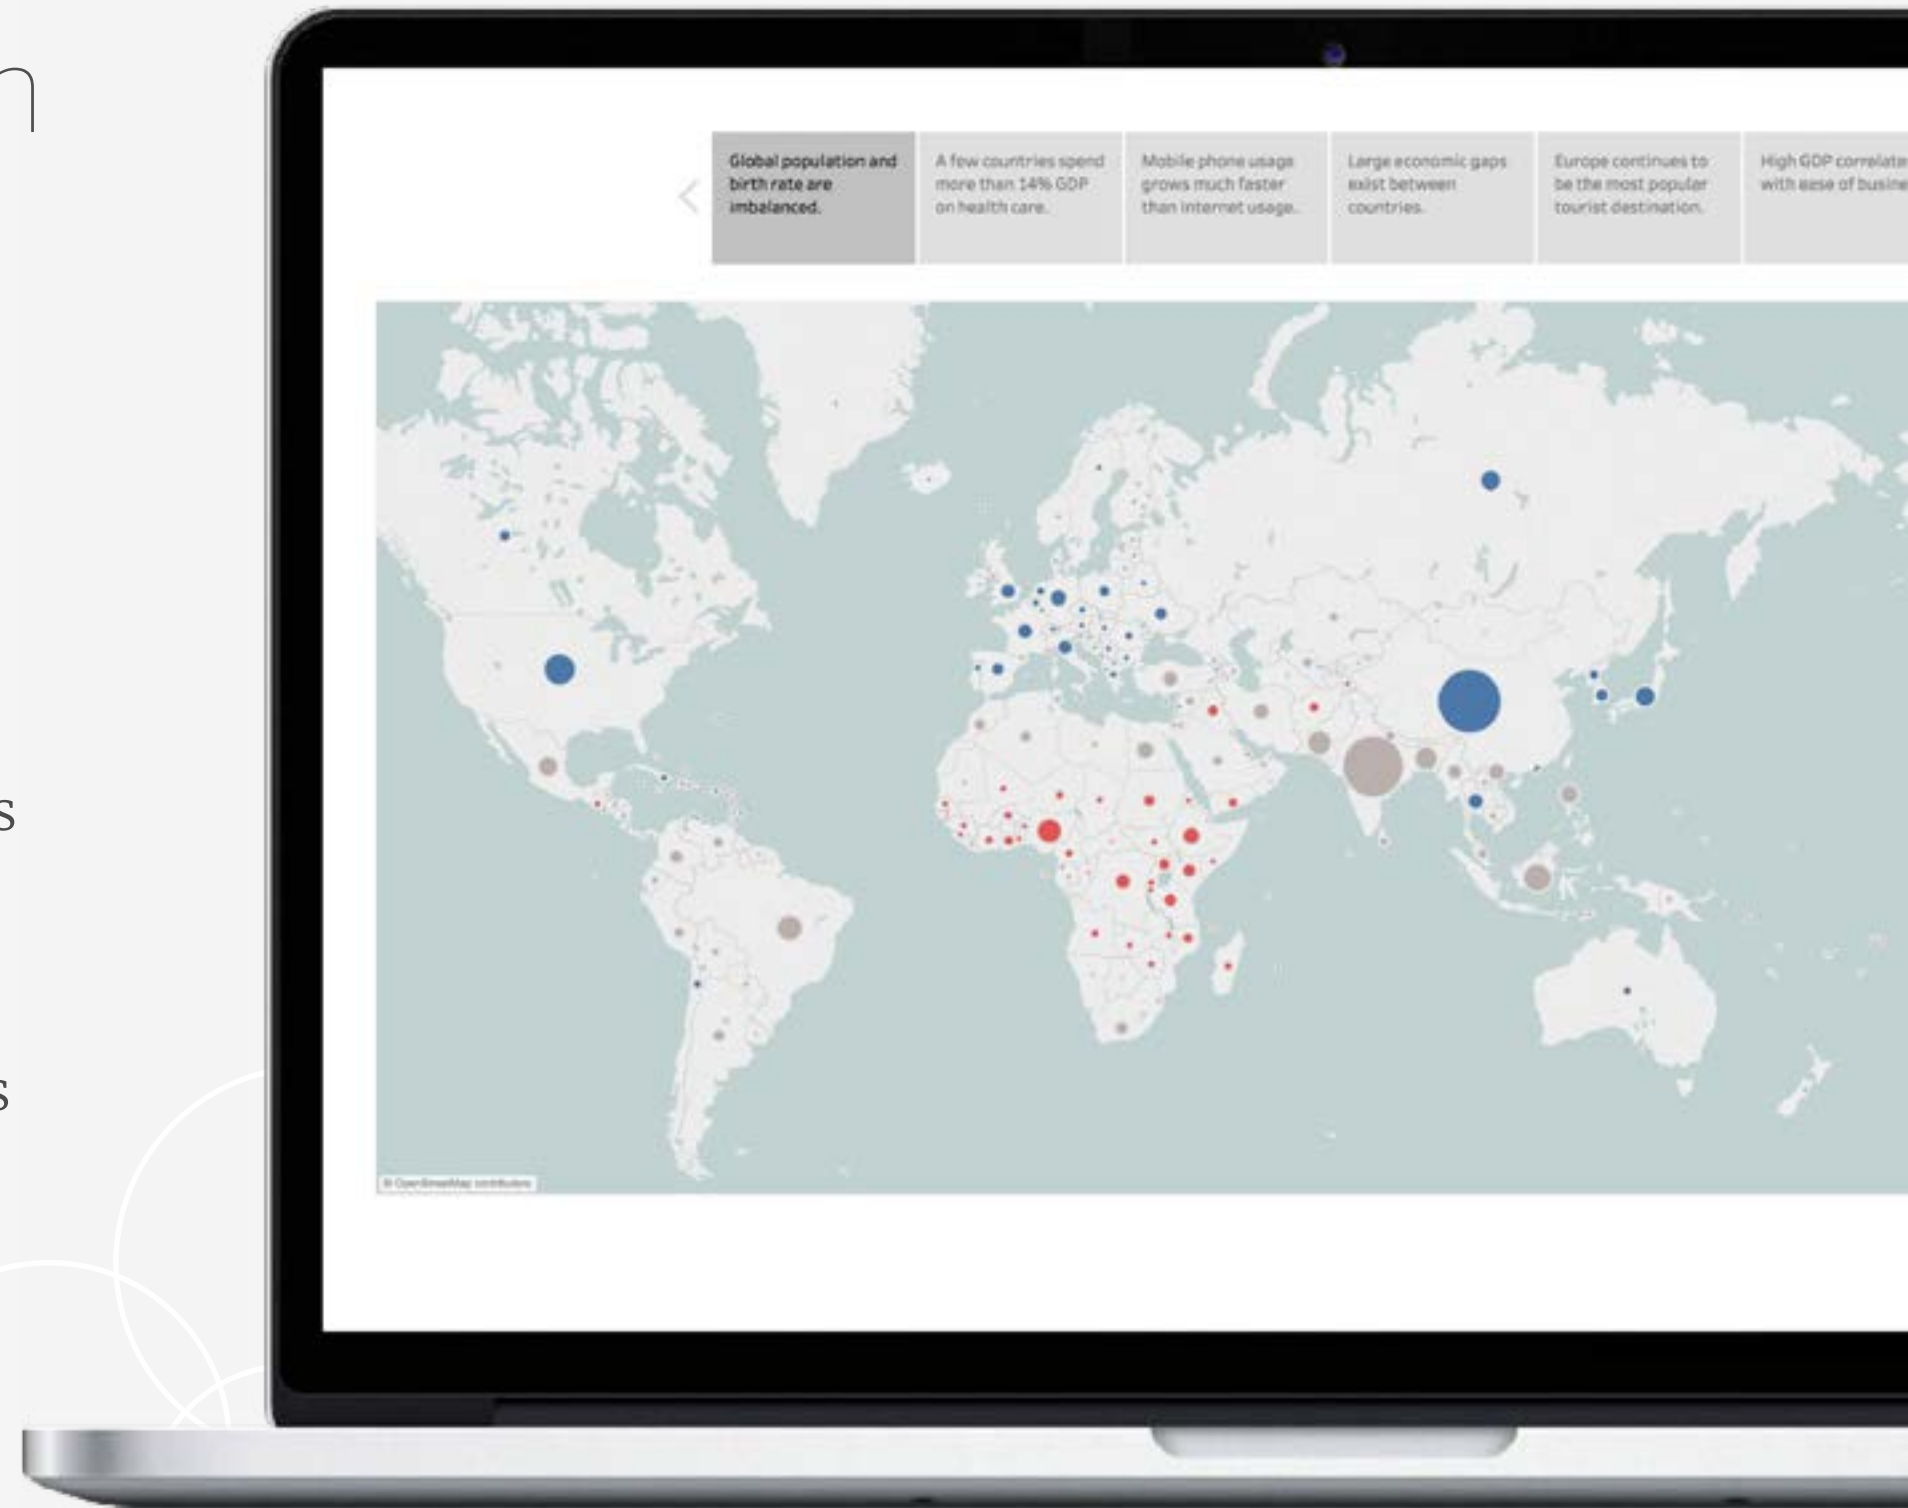 n
Global population and
birth rate are
imbalanced.
A few countries spend
more than 14% GDP
on health care.
Mobile phone usage
grows much faster
than Internet usage.
Large economic gaps
exist between
countries.
Europe continues to
be the most popular
tourist destination.
High GDP correlate
with ease of busine
s
s
© OpenStreetMap contributors